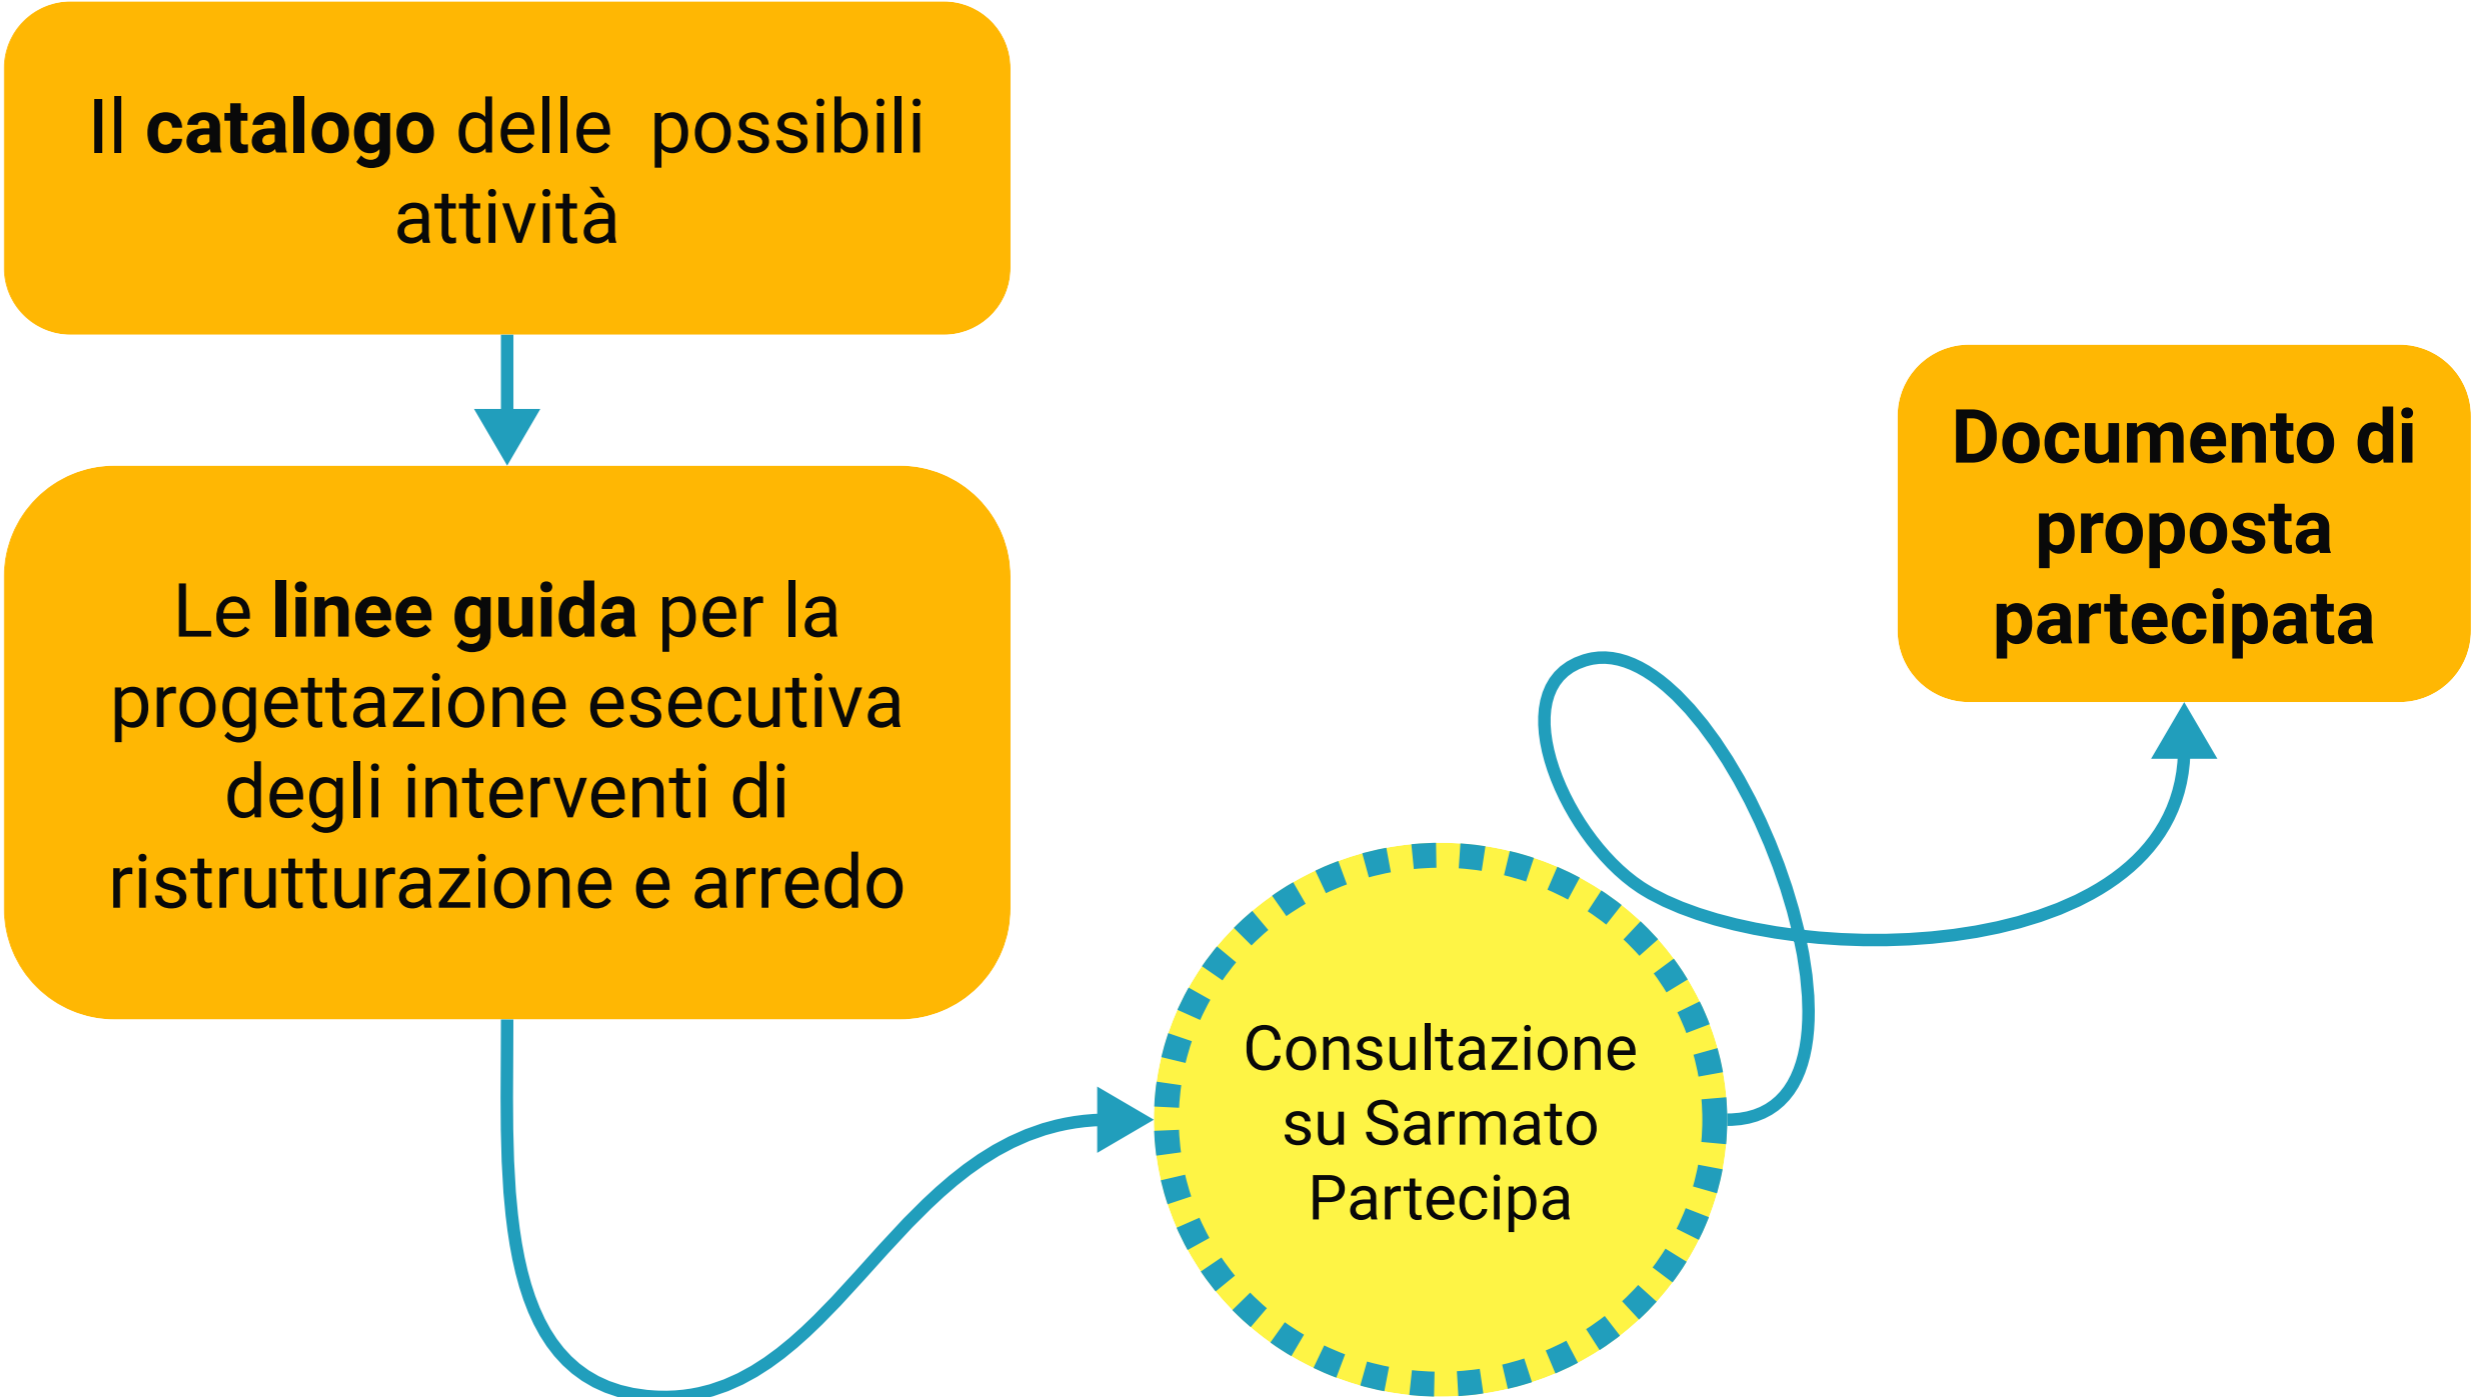 Il catalogo delle possibili
attività
Le linee guida per la
progettazione esecutiva
degli interventi di
ristrutturazione e arredo
Consultazione
su Sarmato
Partecipa
Documento di
proposta
partecipata